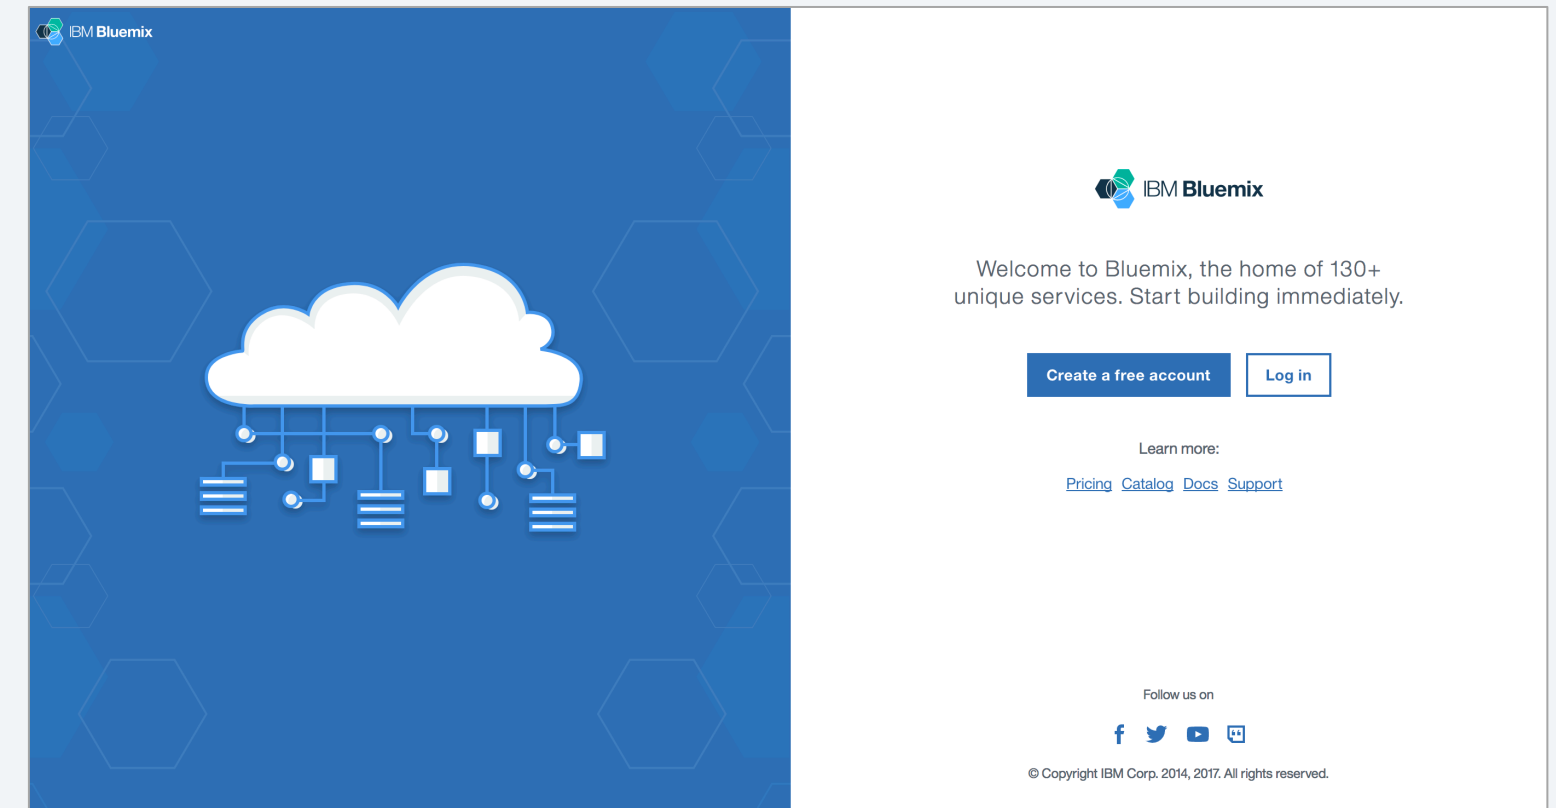 IBM Bluemix
IBM Bluemix
Welcome to Bluemix, the home of 130+
unique services. Start building immediately.
Create a free account
Log in
Learn more:
Pricing Catalog Docs Support
Follow us on
© Copyright IBM Corp. 2014, 2017. All rights reserved.